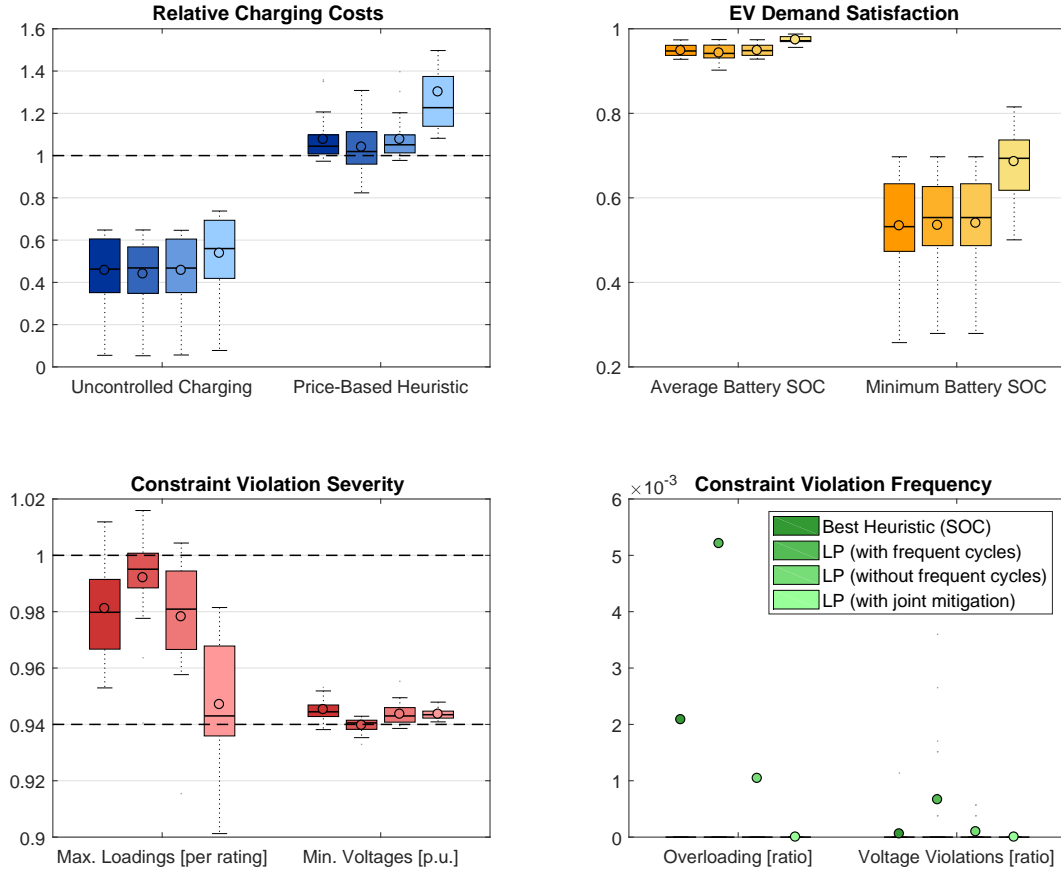 Relative Charging Costs
1.6
1.4
1.2
1
0.8
0.6
0.4
0.2
0
Uncontrolled Charging
Price-Based Heuristic
EV Demand Satisfaction
1
0.8
0.6
0.4
0.2
Average Battery SOC
Minimum Battery SOC
Constraint Violation Severity
1.02
1
0.98
0.96
0.94
0.92
0.9
Max. Loadings [per rating]
Min. Voltages [p.u.]
×10⁻³
Constraint Violation Frequency
6
5
4
3
2
1
0
Best Heuristic (SOC)
LP (with frequent cycles)
LP (without frequent cycles)
LP (with joint mitigation)
Overloading [ratio]
Voltage Violations [ratio]